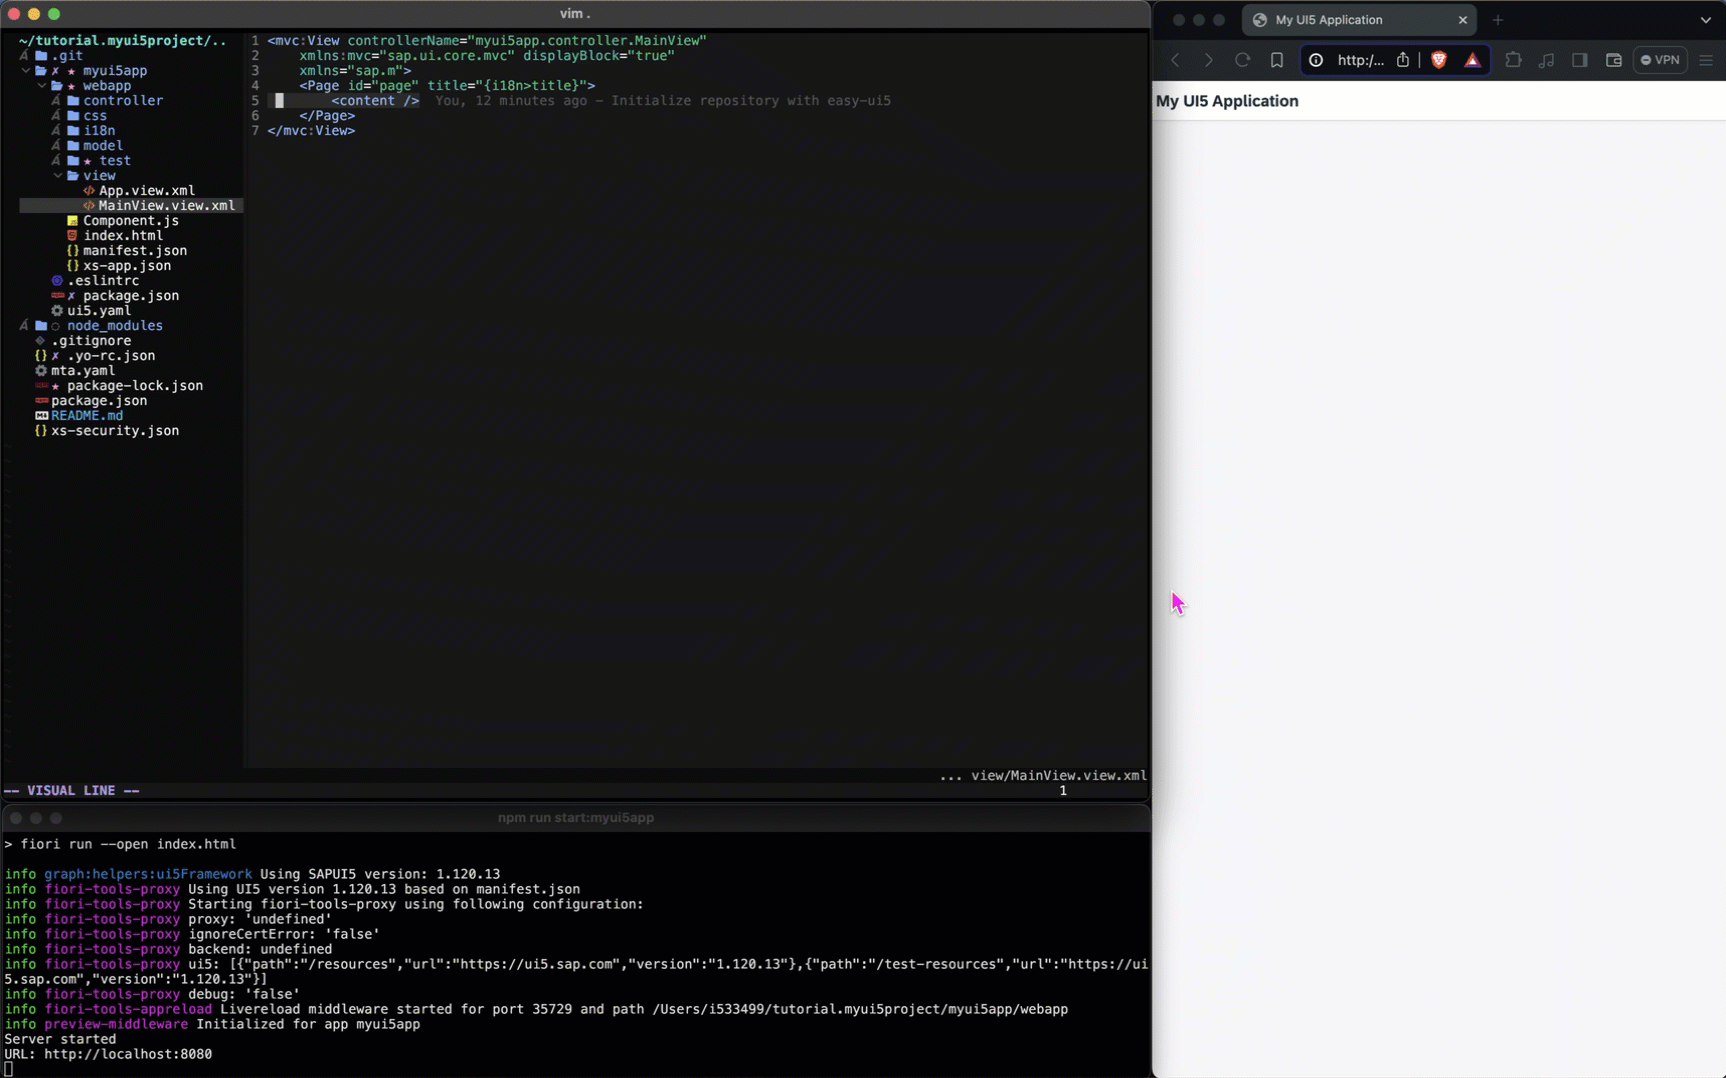 vim .
~/tutorial.myui5project/..
.git
myui5app
webapp
controller
css
i18n
model
test
view
App.view.xml
MainView.view.xml
Component.js
index.html
manifest.json
xs-app.json
.eslintrc
package.json
ui5.yaml
node_modules
.gitignore
.yo-rc.json
mta.yaml
package-lock.json
package.json
README.md
xs-security.json
1 <mvc:View controllerName="myui5app.controller.MainView"
2     xmlns:mvc="sap.ui.core.mvc" displayBlock="true"
3     xmlns="sap.m">
4     <Page id="page" title="{i18n>title}">
5         <content />  You, 12 minutes ago – Initialize repository with easy-ui5
6     </Page>
7 </mvc:View>
... view/MainView.view.xml
-- VISUAL LINE --    1
npm run start:myui5app
> fiori run --open index.html
info graph:helpers:ui5Framework Using SAPUI5 version: 1.120.13
info fiori-tools-proxy Using UI5 version 1.120.13 based on manifest.json
info fiori-tools-proxy Starting fiori-tools-proxy using following configuration:
info fiori-tools-proxy proxy: 'undefined'
info fiori-tools-proxy ignoreCertError: 'false'
info fiori-tools-proxy backend: undefined
info fiori-tools-proxy ui5: [{"path":"/resources","url":"https://ui5.sap.com","version":"1.120.13"},{"path":"/test-resources","url":"https://ui
5.sap.com","version":"1.120.13"}]
info fiori-tools-proxy debug: 'false'
info fiori-tools-appreload Livereload middleware started for port 35729 and path /Users/i533499/tutorial.myui5project/myui5app/webapp
info preview-middleware Initialized for app myui5app
Server started
URL: http://localhost:8080
My UI5 Application
http:/...
VPN
My UI5 Application